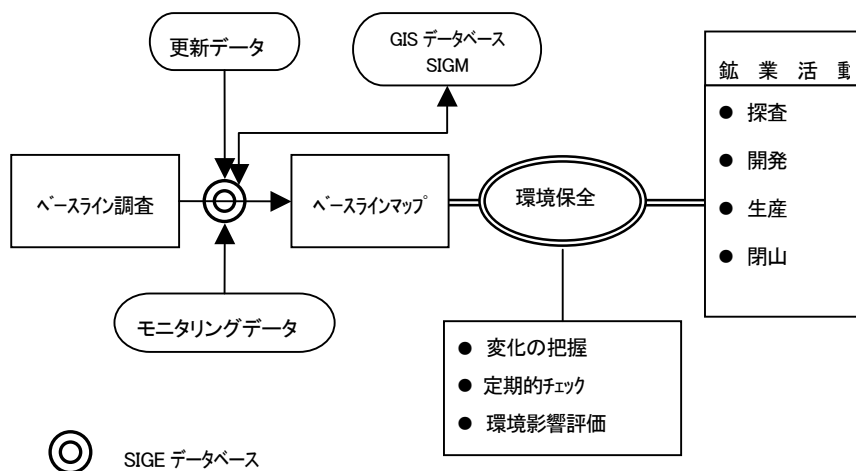 更新データ
GIS データベース
SIGM
鉱業活動
● 探査
● 開発
● 生産
● 閉山
ﾍﾞｰｽﾗｲﾝ調査
ﾍﾞｰｽﾗｲﾝﾏｯﾌﾟ
環境保全
モニタリングデータ
● 変化の把握
● 定期的ﾁｪｯｸ
● 環境影響評価
SIGE データベース